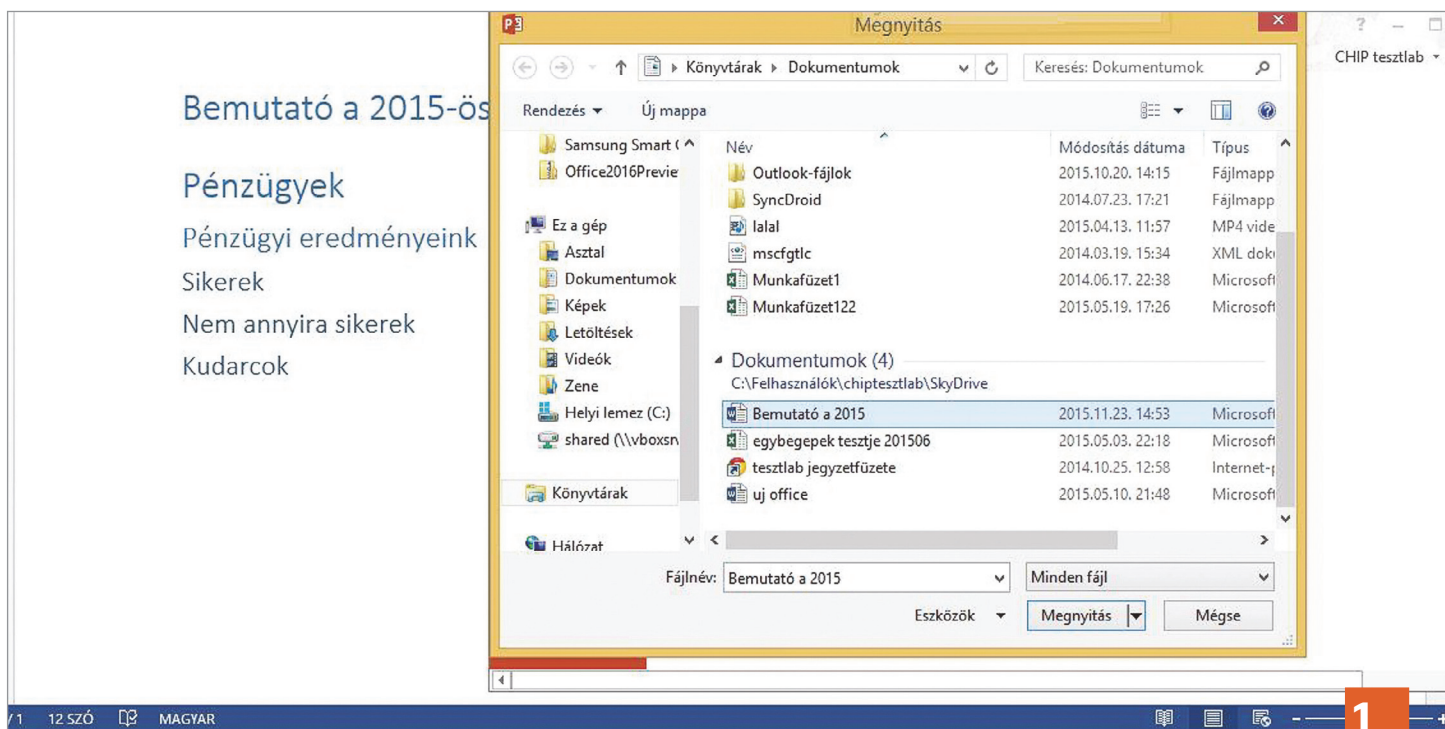 Megnyitás
CHIP tesztlab
Könyvtárak Dokumentumok
Keresés: Dokumentumok
Rendezés Új mappa
Bemutató a 2015-ös
Pénzügyek
Pénzügyi eredményeink
Sikerek
Nem annyira sikerek
Kudarcok
Samsung Smart
Office2016Previe
Ez a gép
Asztal
Dokumentumok
Képek
Letöltések
Videók
Zene
Helyi lemez (C:)
shared (\\vboxsr
Könyvtárak
Hálózat
Név Módosítás dátuma Típus
Outlook-fájlok 2015.10.20. 14:15 Fájlmapp
SyncDroid 2014.07.23. 17:21 Fájlmapp
lalal 2015.04.13. 11:57 MP4 vide
mscfgtlc 2014.03.19. 15:34 XML dok
Munkafüzet1 2014.06.17. 22:38 Microsoft
Munkafüzet122 2015.05.19. 17:26 Microsoft
Dokumentumok (4)
C:\Felhasználók\chiptesztlab\SkyDrive
Bemutató a 2015 2015.11.23. 14:53 Microsoft
egybegepek tesztje 201506 2015.05.03. 22:18 Microsoft
tesztlab jegyzetfüzete 2014.10.25. 12:58 Internet-
uj office 2015.05.10. 21:48 Microsoft
Fájlnév: Bemutató a 2015 Minden fájl
Eszközök Megnyitás Mégse
/ 1 12 SZÓ MAGYAR
1